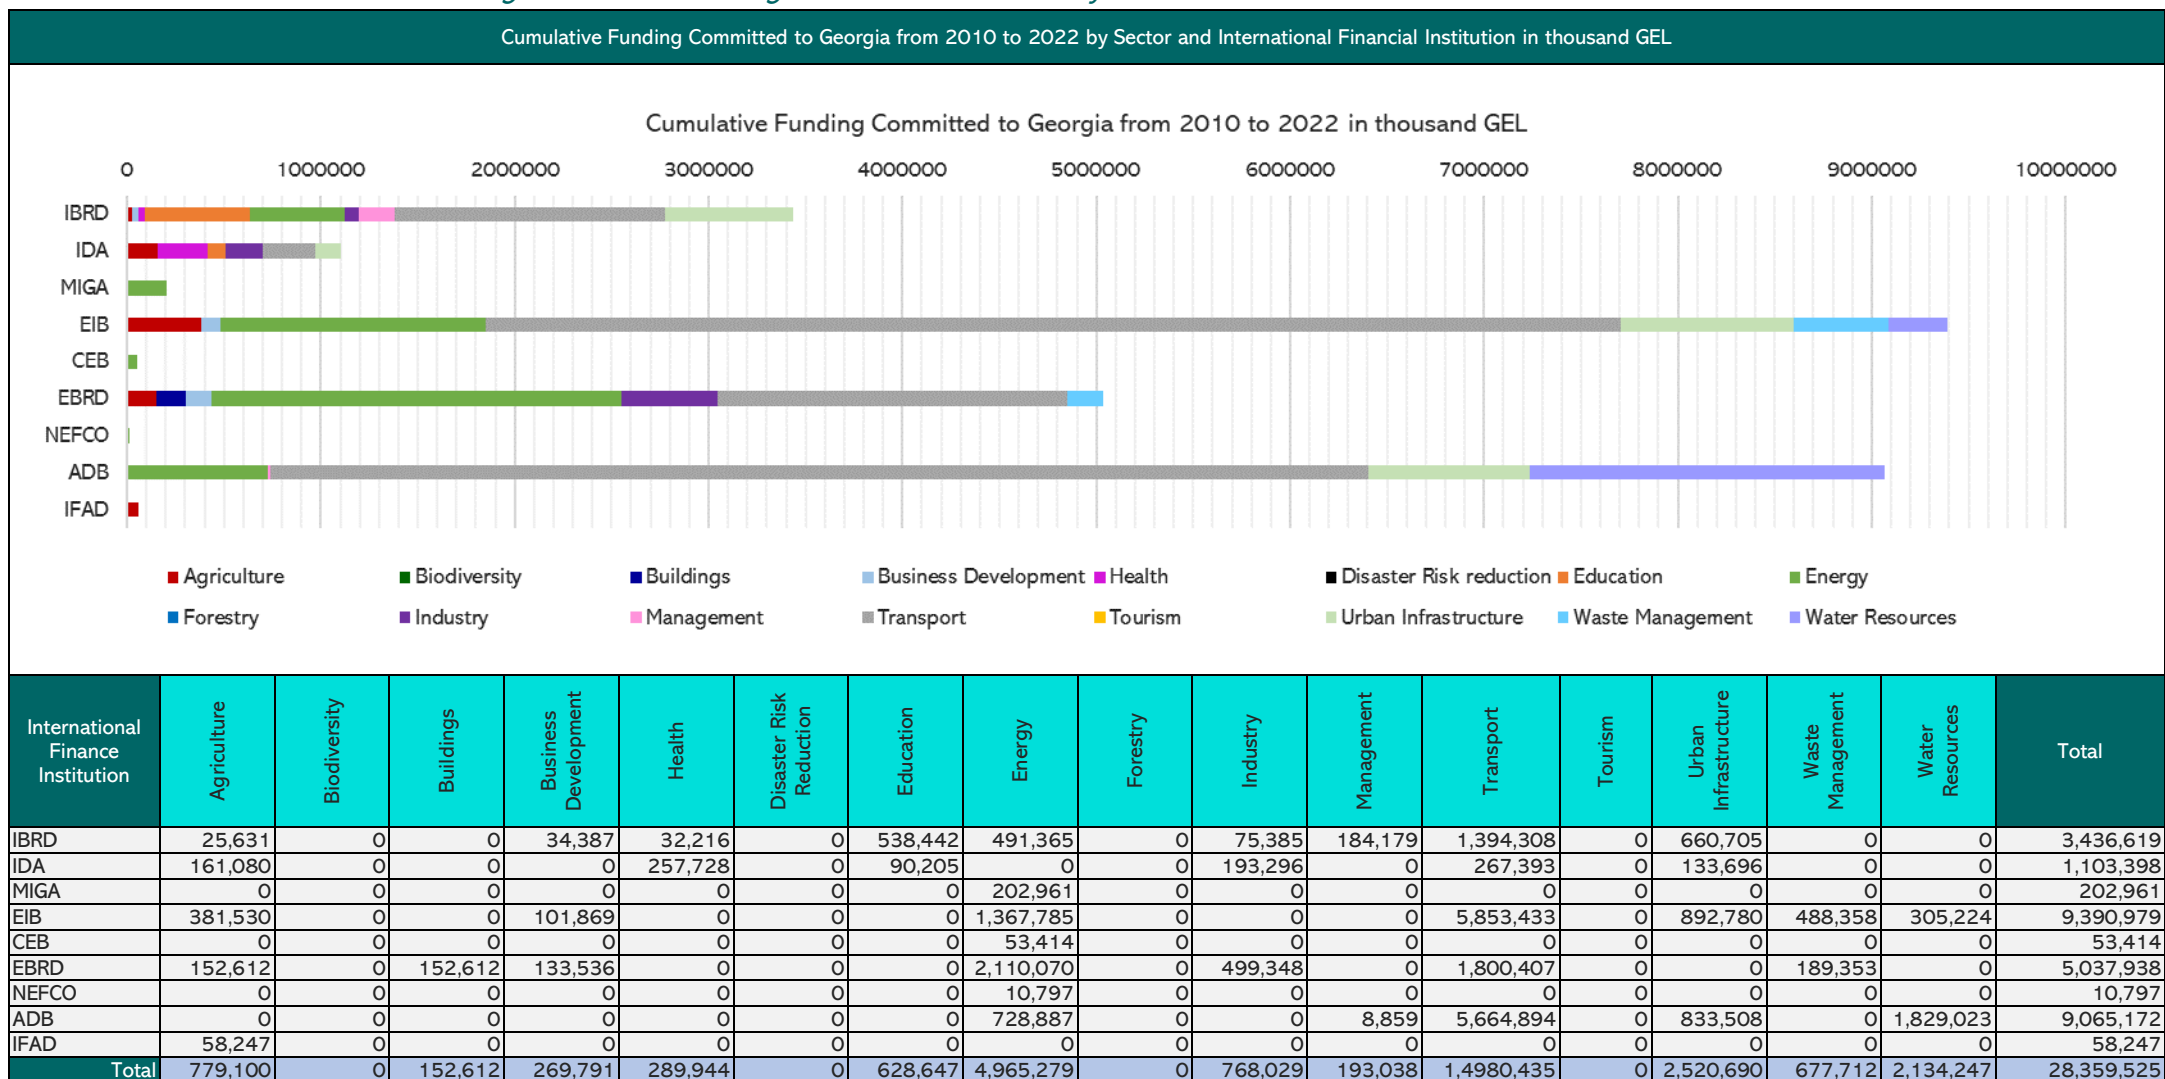 Cumulative Funding Committed to Georgia from 2010 to 2022 by Sector and International Financial Institution in thousand GEL
Cumulative Funding Committed to Georgia from 2010 to 2022 in thousand GEL
0 1000000 2000000 3000000 4000000 5000000 6000000 7000000 8000000 9000000 10000000
IBRD
IDA
MIGA
EIB
CEB
EBRD
NEFCO
ADB
IFAD
Agriculture Biodiversity Buildings Business Development Health Disaster Risk reduction Education Energy
Forestry Industry Management Transport Tourism Urban Infrastructure Waste Management Water Resources
International Finance Institution Agriculture Biodiversity Buildings Business Development Health Disaster Risk Reduction Education Energy Forestry Industry Management Transport Tourism Urban Infrastructure Waste Management Water Resources Total
IBRD 25,631 0 0 34,387 32,216 0 538,442 491,365 0 75,385 184,179 1,394,308 0 660,705 0 0 3,436,619
IDA 161,080 0 0 0 257,728 0 90,205 0 0 193,296 0 267,393 0 133,696 0 0 1,103,398
MIGA 0 0 0 0 0 0 0 202,961 0 0 0 0 0 0 0 0 202,961
EIB 381,530 0 0 101,869 0 0 0 1,367,785 0 0 0 5,853,433 0 892,780 488,358 305,224 9,390,979
CEB 0 0 0 0 0 0 0 53,414 0 0 0 0 0 0 0 0 53,414
EBRD 152,612 0 152,612 133,536 0 0 0 2,110,070 0 499,348 0 1,800,407 0 0 189,353 0 5,037,938
NEFCO 0 0 0 0 0 0 0 10,797 0 0 0 0 0 0 0 0 10,797
ADB 0 0 0 0 0 0 0 728,887 0 0 8,859 5,664,894 0 833,508 0 1,829,023 9,065,172
IFAD 58,247 0 0 0 0 0 0 0 0 0 0 0 0 0 0 0 58,247
Total 779,100 0 152,612 269,791 289,944 0 628,647 4,965,279 0 768,029 193,038 1,4980,435 0 2,520,690 677,712 2,134,247 28,359,525